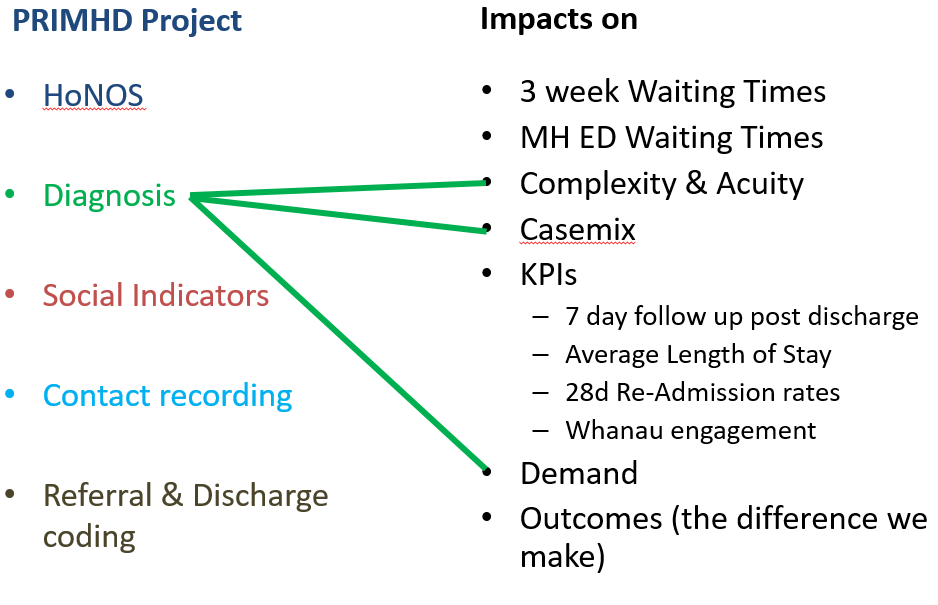 PRIMHD Project
• HoNOS
• Diagnosis
• Social Indicators
• Contact recording
• Referral & Discharge
coding
Impacts on
• 3 week Waiting Times
• MH ED Waiting Times
• Complexity & Acuity
• Casemix
• KPIs
– 7 day follow up post discharge
– Average Length of Stay
– 28d Re-Admission rates
– Whanau engagement
• Demand
• Outcomes (the difference we
make)